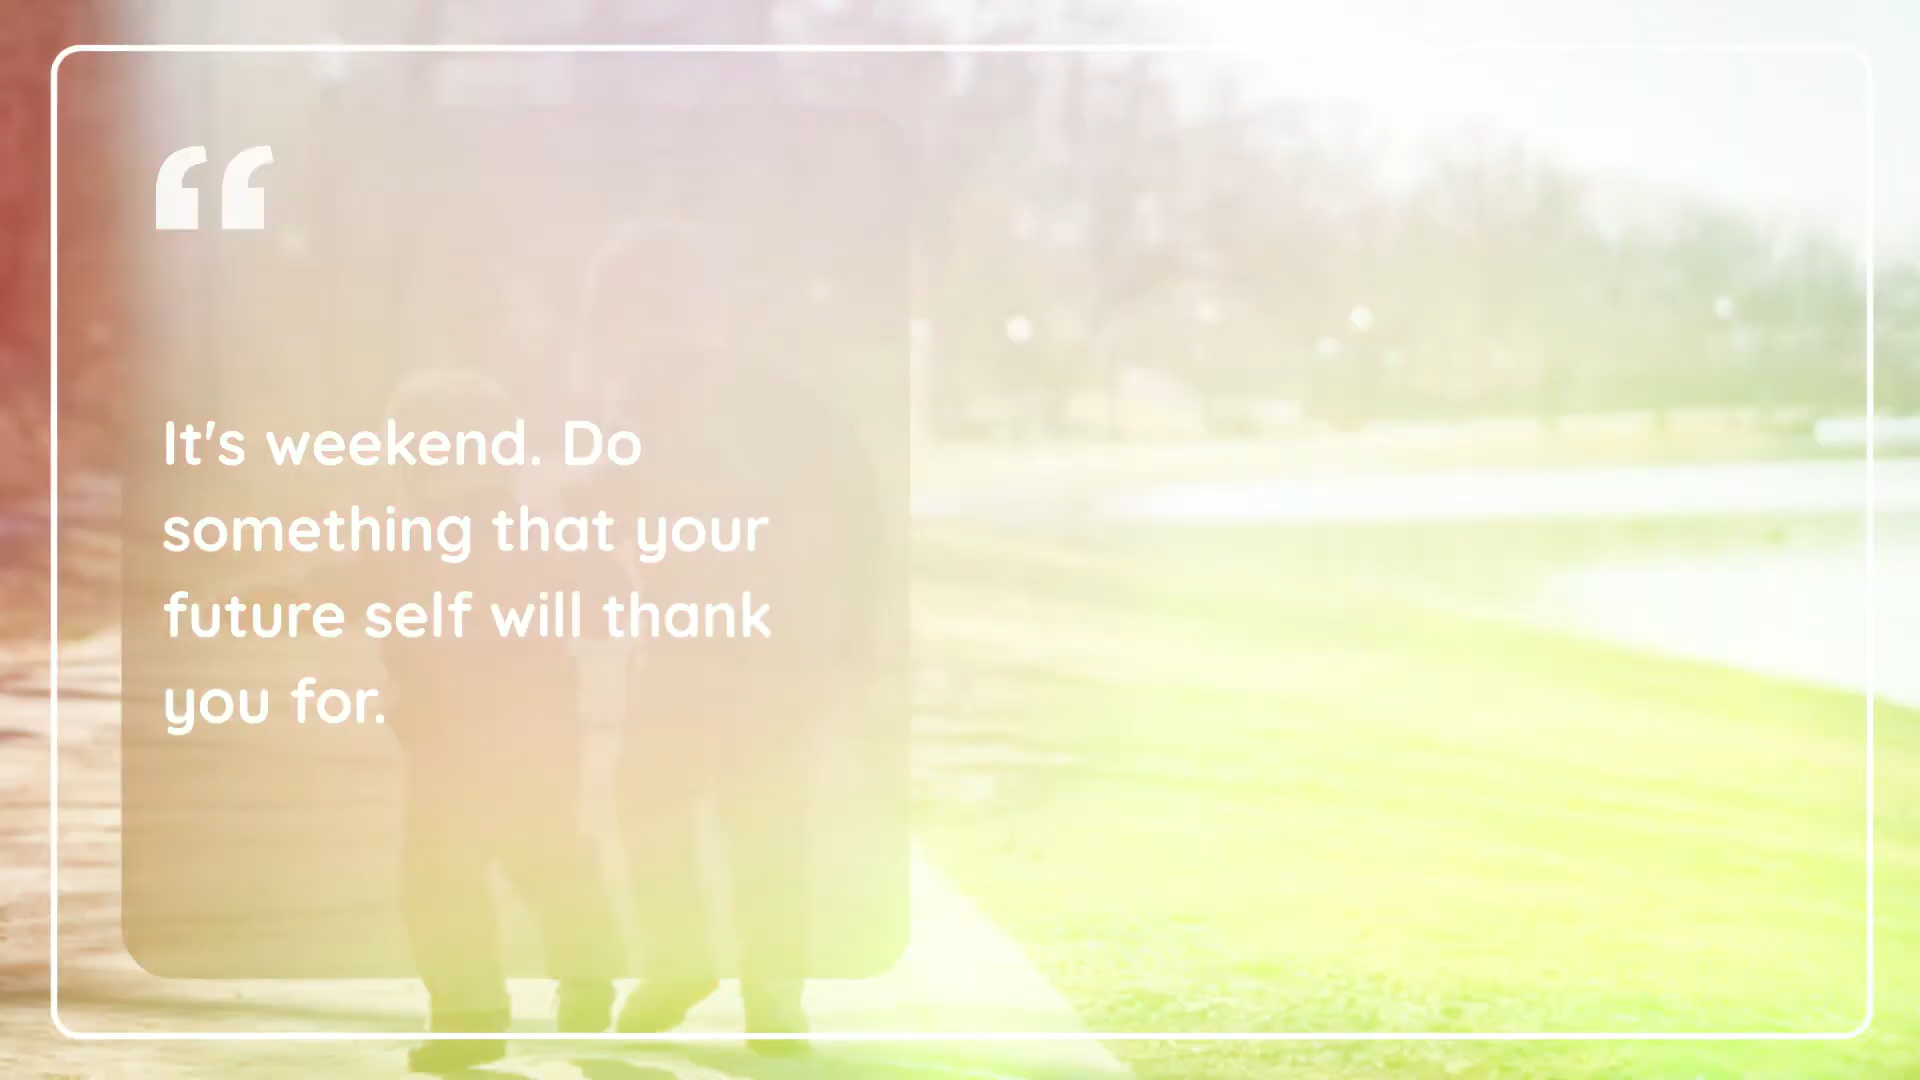 “
It's weekend. Do
something that your
future self will thank
you for.